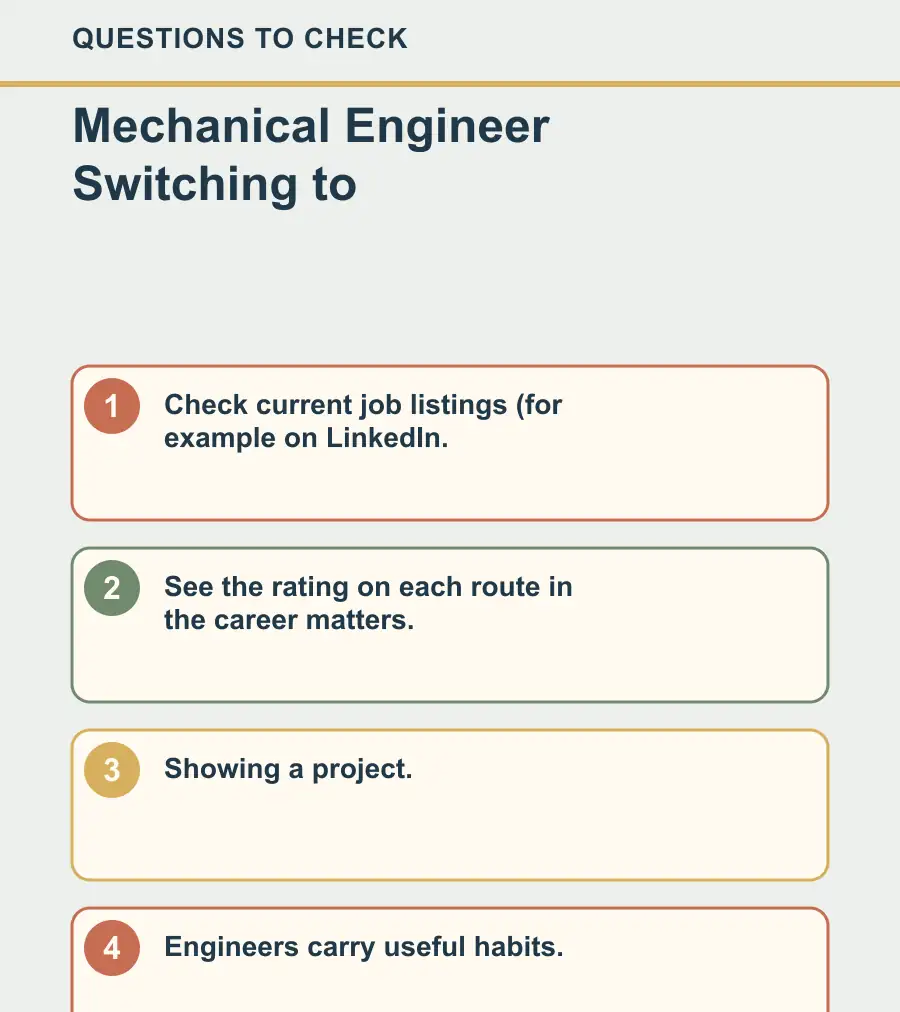 QUESTIONS TO CHECK
Mechanical Engineer
Switching to
1
Check current job listings (for
example on LinkedIn.
2
See the rating on each route in
the career matters.
3
Showing a project.
4
Engineers carry useful habits.